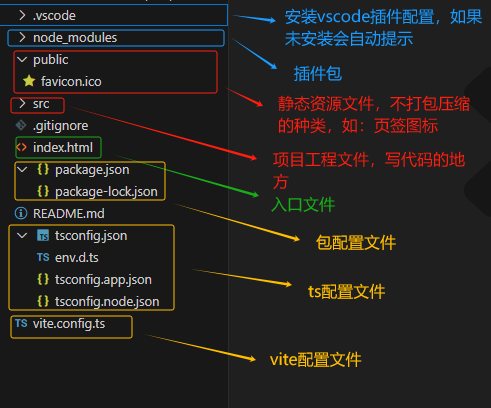 .vscode
安装vscode插件配置，如果
未安装会自动提示
node_modules
插件包
public
favicon.ico
静态资源文件，不打包压缩
的种类，如：页签图标
src
项目工程文件，写代码的地
方
.gitignore
index.html
入口文件
package.json
package-lock.json
包配置文件
README.md
tsconfig.json
TS env.d.ts
tsconfig.app.json
tsconfig.node.json
ts配置文件
TS vite.config.ts
vite配置文件